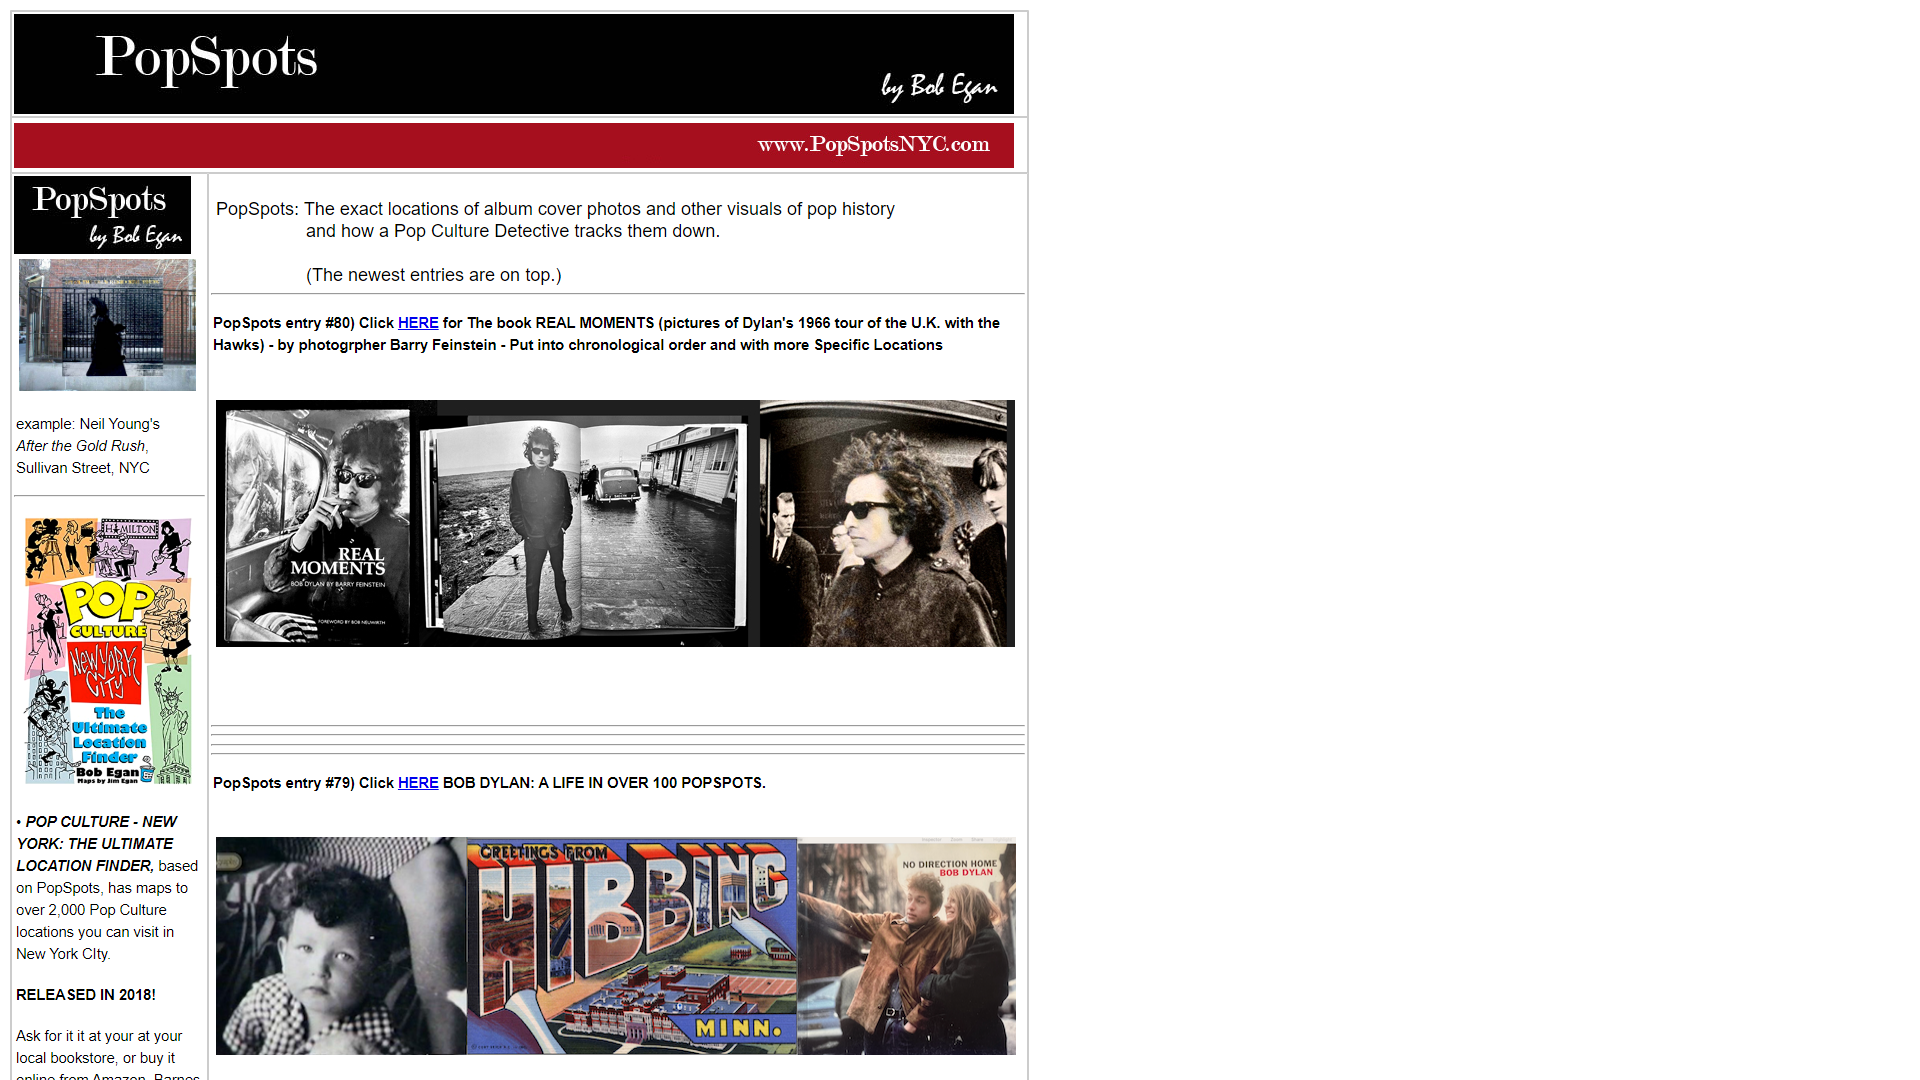 PopSpots
by Bob Egan
www.PopSpotsNYC.com
PopSpots
by Bob Egan
example: Neil Young's
After the Gold Rush,
Sullivan Street, NYC
HAMILTON
POP
CULTURE
NEW YORK
CITY
The
Ultimate
Location
Finder
Bob Egan
Maps by Jim Egan
• POP CULTURE - NEW
YORK: THE ULTIMATE
LOCATION FINDER, based
on PopSpots, has maps to
over 2,000 Pop Culture
locations you can visit in
New York CIty.
RELEASED IN 2018!
Ask for it it at your at your
local bookstore, or buy it
online from Amazon, Barnes
PopSpots: The exact locations of album cover photos and other visuals of pop history
and how a Pop Culture Detective tracks them down.
(The newest entries are on top.)
PopSpots entry #80) Click HERE for The book REAL MOMENTS (pictures of Dylan's 1966 tour of the U.K. with the
Hawks) - by photogrpher Barry Feinstein - Put into chronological order and with more Specific Locations
REAL
MOMENTS
BOB DYLAN BY BARRY FEINSTEIN
FOREWORD BY BOB NEUWIRTH
PopSpots entry #79) Click HERE BOB DYLAN: A LIFE IN OVER 100 POPSPOTS.
GREETINGS FROM
HIBBING
MINN.
NO DIRECTION HOME
BOB DYLAN